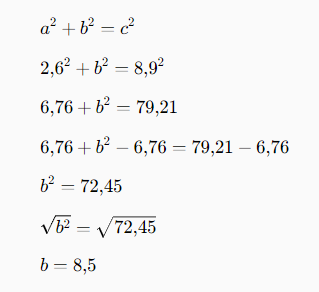 a² + b² = c²
2,6² + b² = 8,9²
6,76 + b² = 79,21
6,76 + b² − 6,76 = 79,21 − 6,76
b² = 72,45
√b² = √72,45
b = 8,5